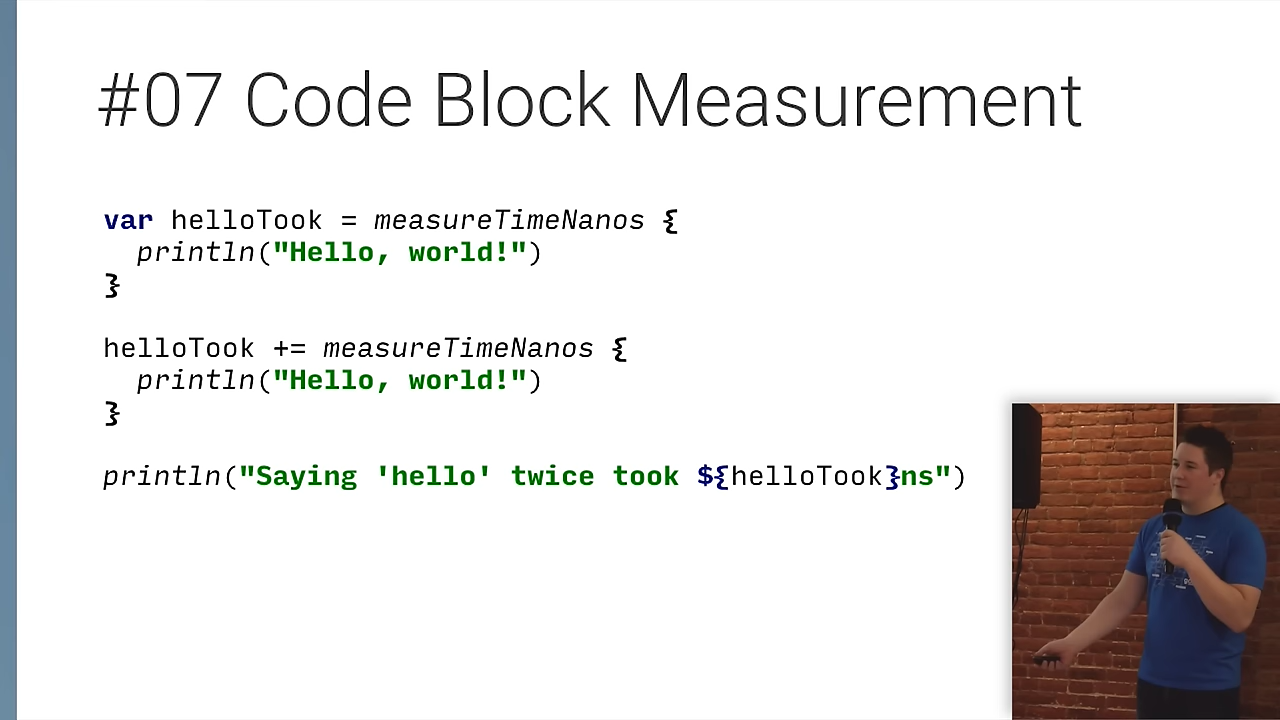 #07 Code Block Measurement
var helloTook = measureTimeNanos {
println("Hello, world!")
}
helloTook += measureTimeNanos {
println("Hello, world!")
}
println("Saying 'hello' twice took ${helloTook}ns")